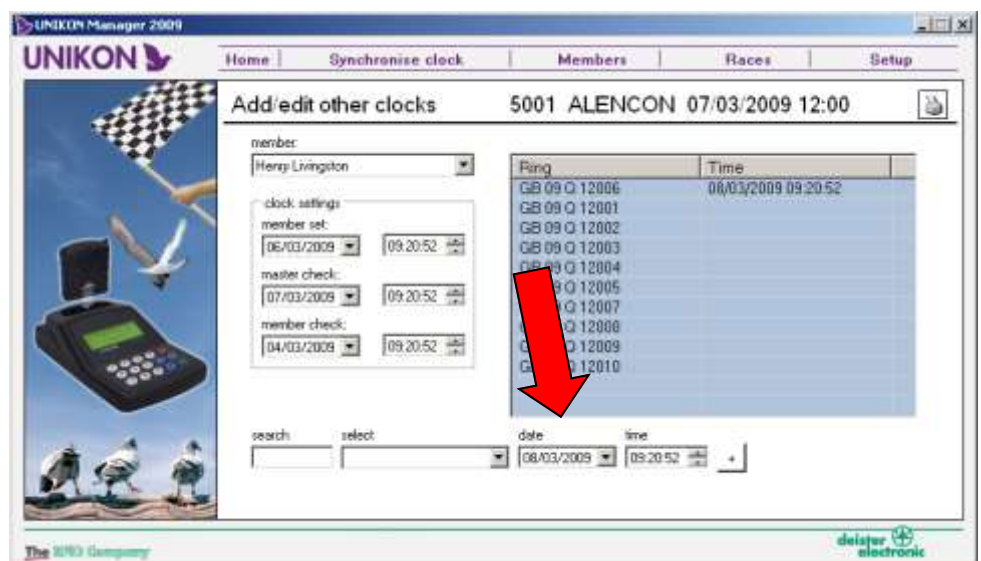 UNIKON Manager 2009
UNIKON Home Synchronise clock Members Races Setup
Add/edit other clocks 5001 ALENCON 07/03/2009 12:00
member:
Henry Livingston
clock settings
member set:
06/03/2009 09:20:52
master check:
07/03/2009 09:20:52
member check:
04/03/2009 09:20:52
Ring Time
GB 09 Q 12006 08/03/2009 09:20:52
GB 09 Q 12001
GB 09 Q 12002
GB 09 Q 12003
GB 09 Q 12004
Q 12005
Q 12007
Q 12008
Q 12009
12010
search select date time
08/03/2009 09:20:52 +
The Company
deister electronic